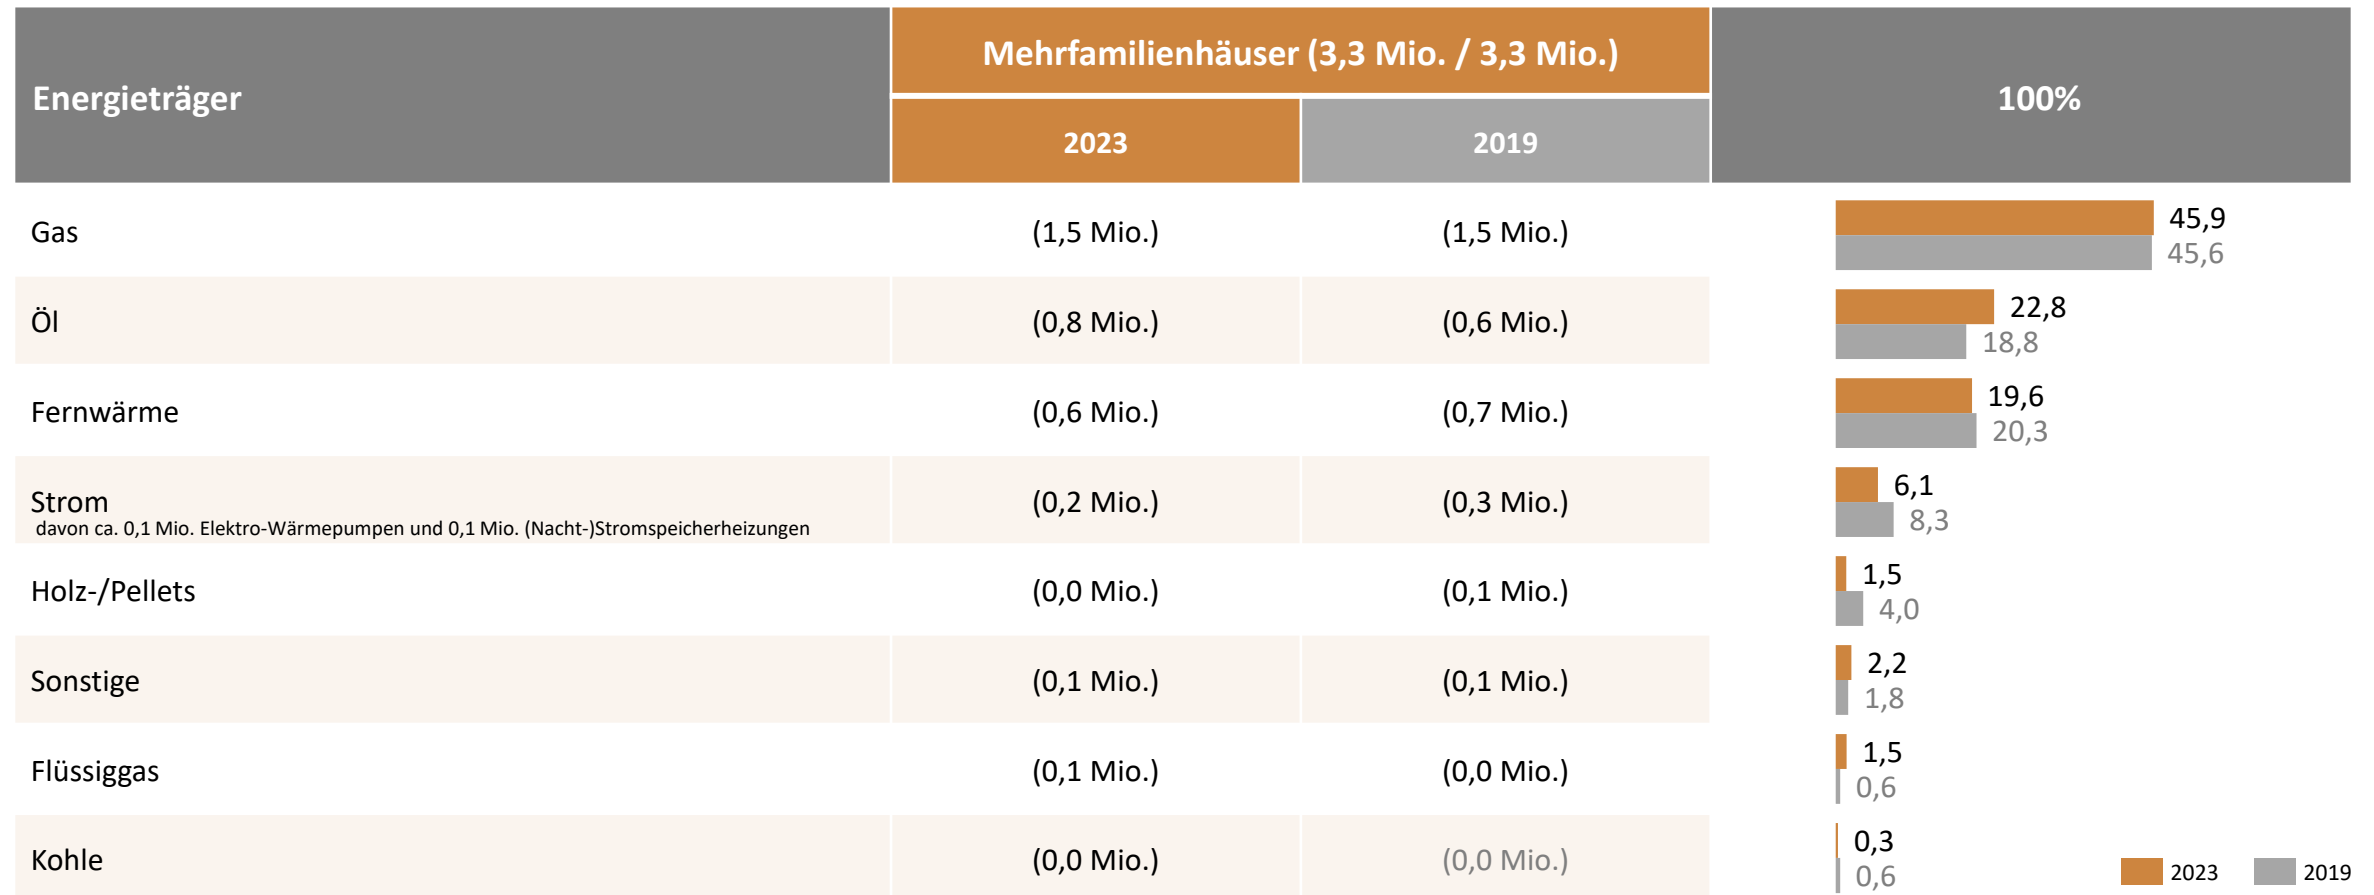 Energieträger
Mehrfamilienhäuser (3,3 Mio. / 3,3 Mio.)
100%
2023
2019
Gas
(1,5 Mio.)
(1,5 Mio.)
45,9
45,6
Öl
(0,8 Mio.)
(0,6 Mio.)
22,8
18,8
Fernwärme
(0,6 Mio.)
(0,7 Mio.)
19,6
20,3
Strom
davon ca. 0,1 Mio. Elektro-Wärmepumpen und 0,1 Mio. (Nacht-)Stromspeicherheizungen
(0,2 Mio.)
(0,3 Mio.)
6,1
8,3
Holz-/Pellets
(0,0 Mio.)
(0,1 Mio.)
1,5
4,0
Sonstige
(0,1 Mio.)
(0,1 Mio.)
2,2
1,8
Flüssiggas
(0,1 Mio.)
(0,0 Mio.)
1,5
0,6
Kohle
(0,0 Mio.)
(0,0 Mio.)
0,3
0,6
2023
2019